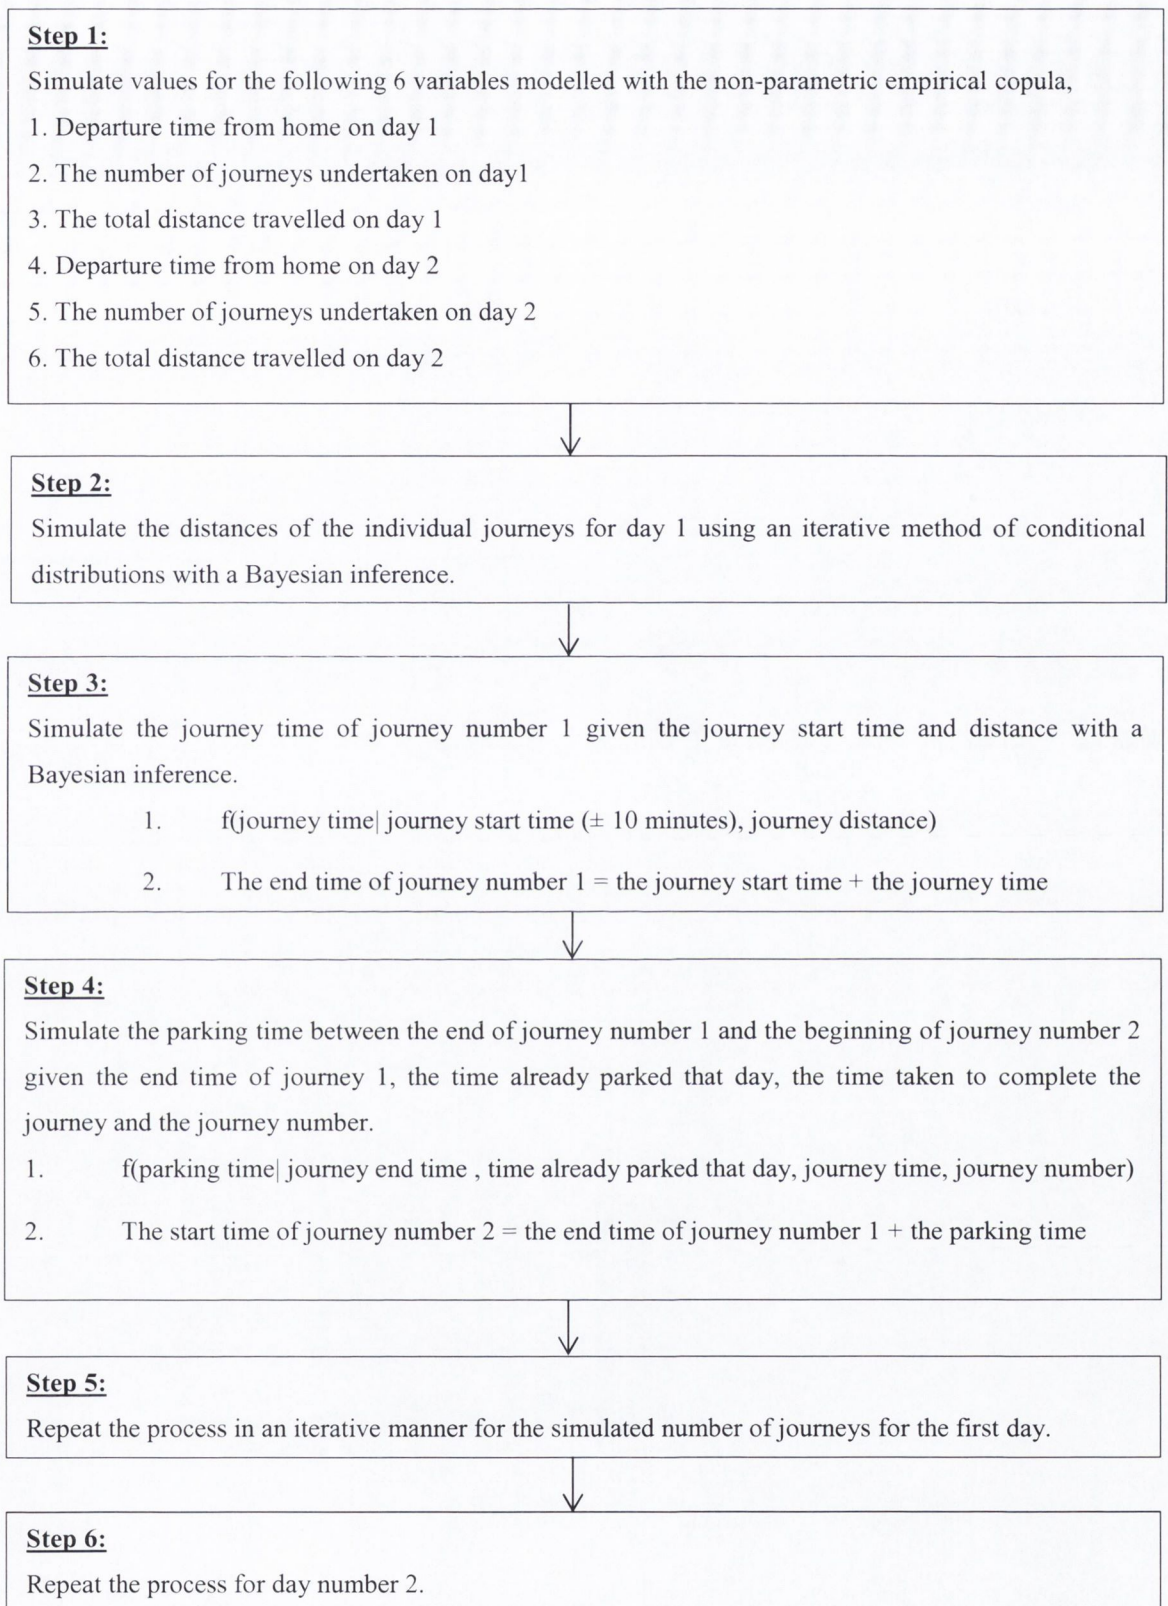 Step 1:
Simulate values for the following 6 variables modelled with the non-parametric empirical copula,
1. Departure time from home on day 1
2. The number of journeys undertaken on day1
3. The total distance travelled on day 1
4. Departure time from home on day 2
5. The number of journeys undertaken on day 2
6. The total distance travelled on day 2
Step 2:
Simulate the distances of the individual journeys for day 1 using an iterative method of conditional
distributions with a Bayesian inference.
Step 3:
Simulate the journey time of journey number 1 given the journey start time and distance with a
Bayesian inference.
1. f(journey time| journey start time (± 10 minutes), journey distance)
2. The end time of journey number 1 = the journey start time + the journey time
Step 4:
Simulate the parking time between the end of journey number 1 and the beginning of journey number 2
given the end time of journey 1, the time already parked that day, the time taken to complete the
journey and the journey number.
1. f(parking time| journey end time , time already parked that day, journey time, journey number)
2. The start time of journey number 2 = the end time of journey number 1 + the parking time
Step 5:
Repeat the process in an iterative manner for the simulated number of journeys for the first day.
Step 6:
Repeat the process for day number 2.